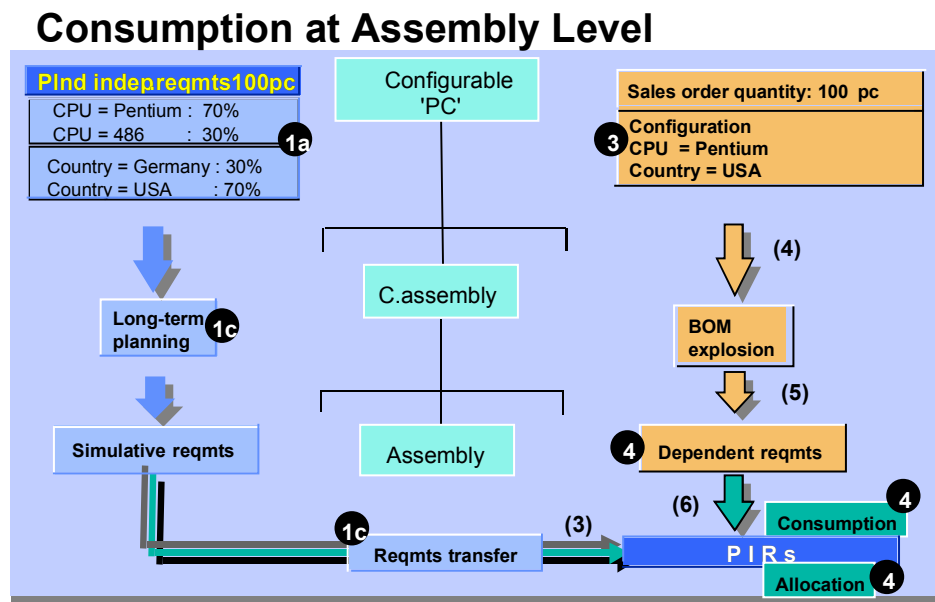 Consumption at Assembly Level
Plnd indep.reqmts100pc
CPU = Pentium : 70%
CPU = 486 : 30%
1a
Country = Germany : 30%
Country = USA : 70%
Configurable
'PC'
Sales order quantity: 100 pc
3
Configuration
CPU = Pentium
Country = USA
(4)
C.assembly
Long-term
planning
1c
BOM
explosion
(5)
Simulative reqmts
Assembly
4
Dependent reqmts
(6)
4
Consumption
1c
Reqmts transfer
(3)
P I R s
Allocation
4